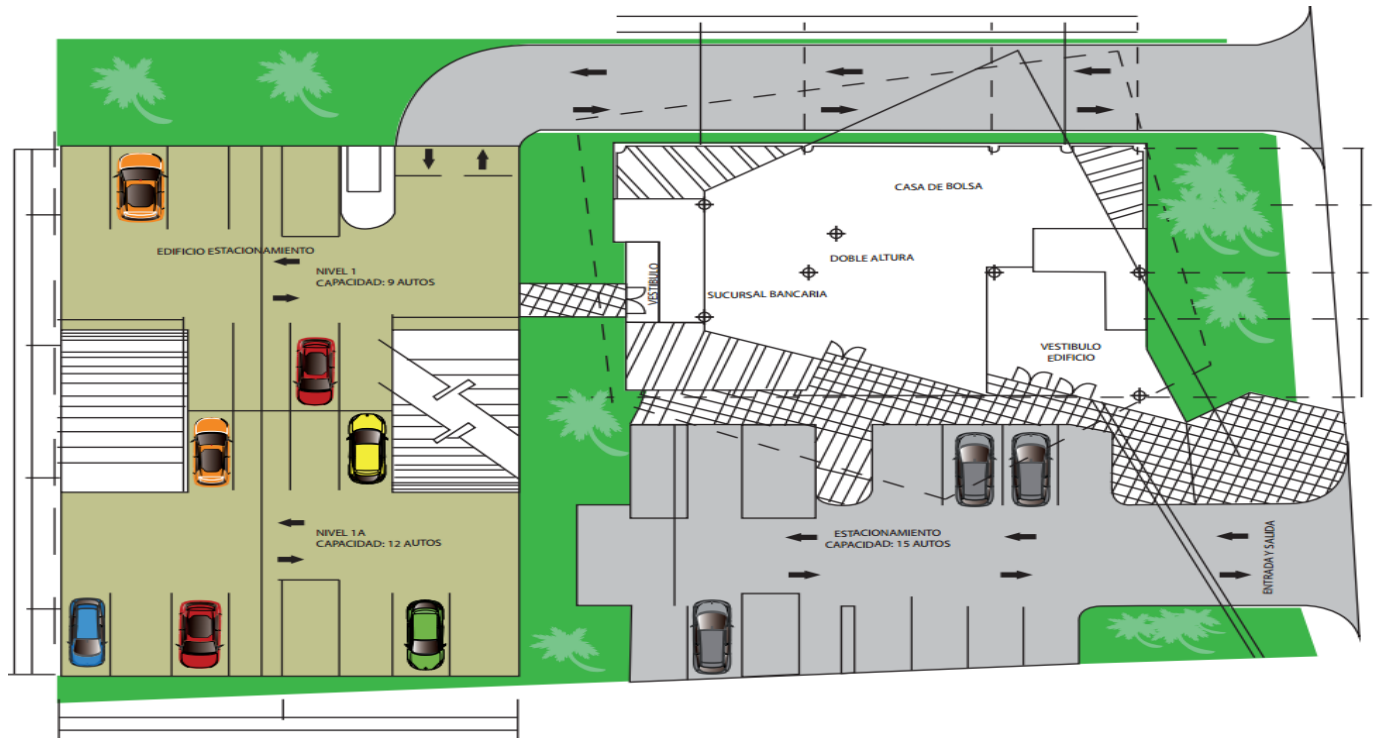 CASA DE BOLSA
EDIFICIO ESTACIONAMIENTO
NIVEL 1
CAPACIDAD: 9 AUTOS
VESTIBULO
DOBLE ALTURA
SUCURSAL BANCARIA
VESTIBULO
EDIFICIO
NIVEL 1A
CAPACIDAD: 12 AUTOS
ESTACIONAMIENTO
CAPACIDAD: 15 AUTOS
ENTRADA Y SALIDA